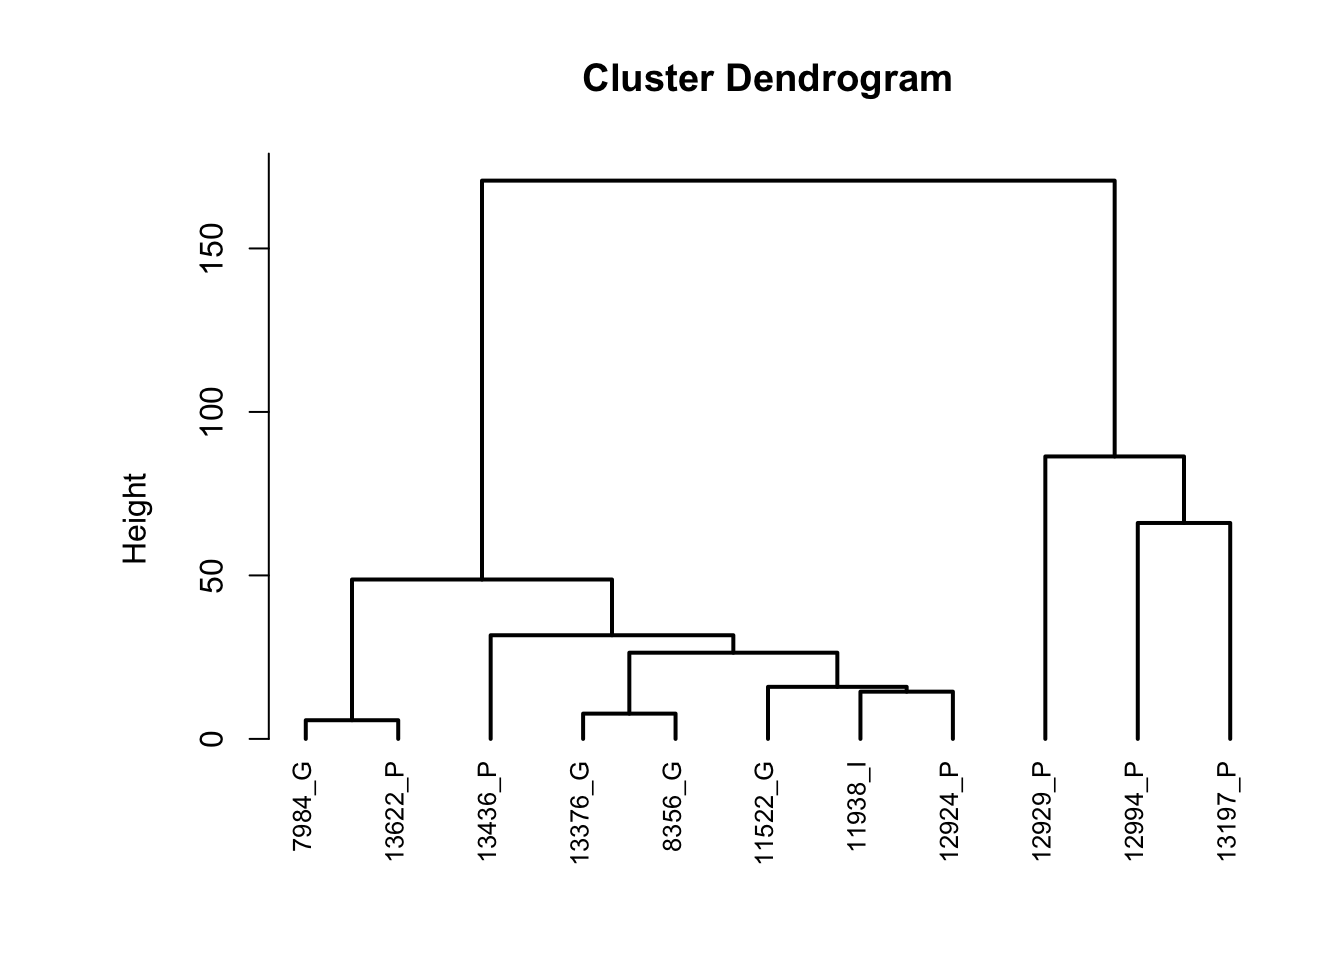 Cluster Dendrogram
Height
150
100
50
0
7984_G
13622_P
13436_P
13376_G
8356_G
11522_G
11938_I
12924_P
12929_P
12994_P
13197_P